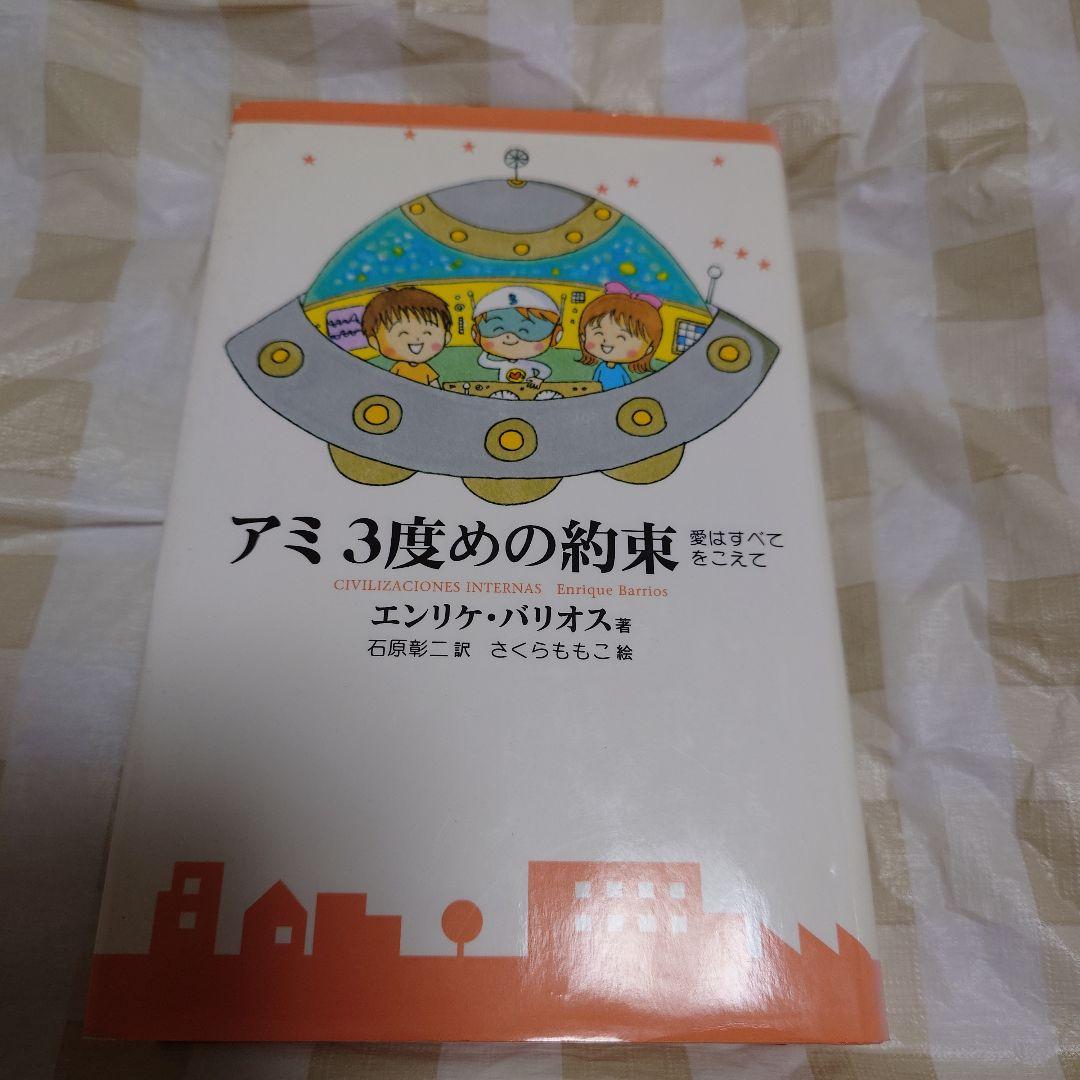 アミ 3度めの約束 愛はすべて
をこえて
CIVILIZACIONES INTERNAS Enrique Barrios
エンリケ・バリオス 著
石原彰二 訳 さくらももこ 絵